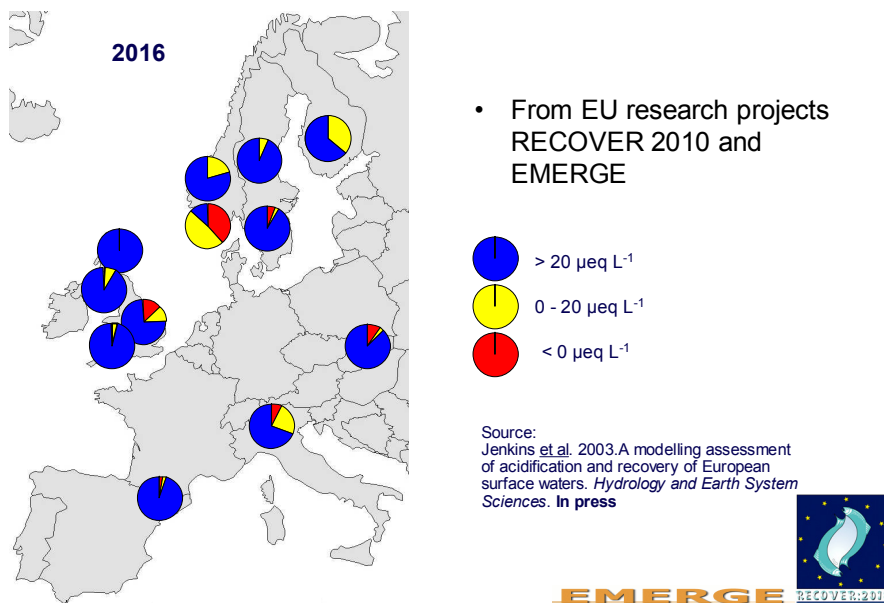 2016
• From EU research projects
RECOVER 2010 and
EMERGE
> 20 µeq L-1
0 - 20 µeq L-1
< 0 µeq L-1
Source:
Jenkins et al. 2003.A modelling assessment
of acidification and recovery of European
surface waters. Hydrology and Earth System
Sciences. In press
EMERGE
RECOVER:201